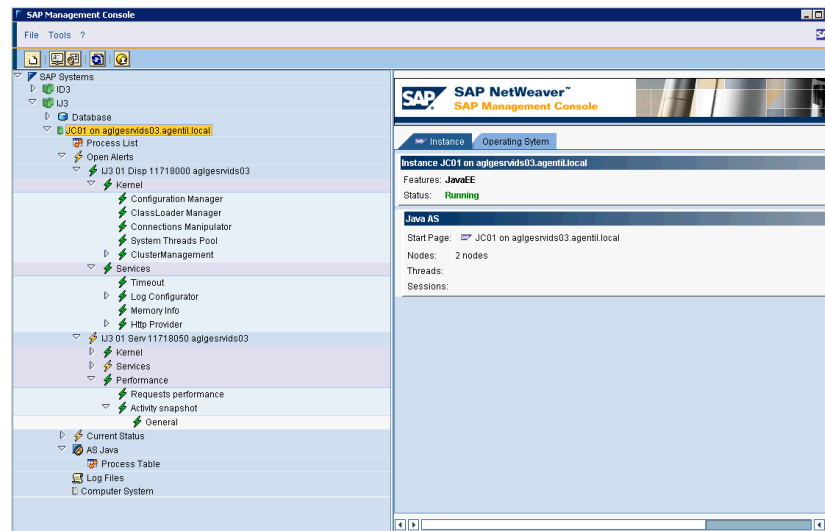 SAP Management Console
File Tools ?
SAP Systems
ID3
IJ3
Database
JC01 on aglgesrvids03.agentil.local
Process List
Open Alerts
IJ3 01 Disp 11718000 aglgesrvids03
Kernel
Configuration Manager
ClassLoader Manager
Connections Manipulator
System Threads Pool
ClusterManagement
Services
Timeout
Log Configurator
Memory Info
Http Provider
IJ3 01 Serv 11718050 aglgesrvids03
Kernel
Services
Performance
Requests performance
Activity snapshot
General
Current Status
AS Java
Process Table
Log Files
Computer System
SAP
SAP NetWeaver™
SAP Management Console
Instance
Operating Sytem
Instance JC01 on aglgesrvids03.agentil.local
Features: JavaEE
Status: Running
Java AS
Start Page: JC01 on aglgesrvids03.agentil.local
Nodes: 2 nodes
Threads:
Sessions: